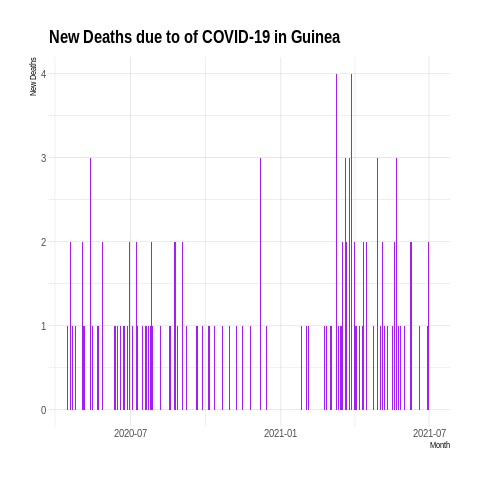 New Deaths due to of COVID-19 in Guinea
New Deaths
4
3
2
1
0
2020-07
2021-01
2021-07
Month